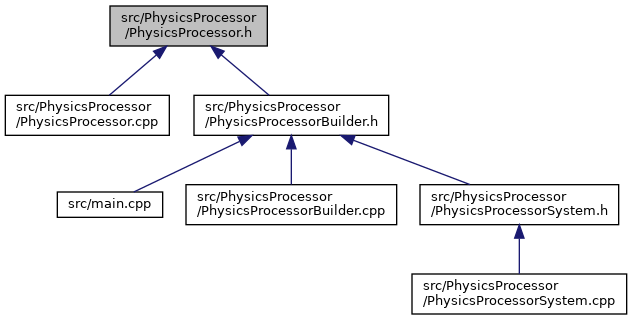 src/PhysicsProcessor
/PhysicsProcessor.h
src/PhysicsProcessor
/PhysicsProcessor.cpp
src/PhysicsProcessor
/PhysicsProcessorBuilder.h
src/main.cpp
src/PhysicsProcessor
/PhysicsProcessorBuilder.cpp
src/PhysicsProcessor
/PhysicsProcessorSystem.h
src/PhysicsProcessor
/PhysicsProcessorSystem.cpp